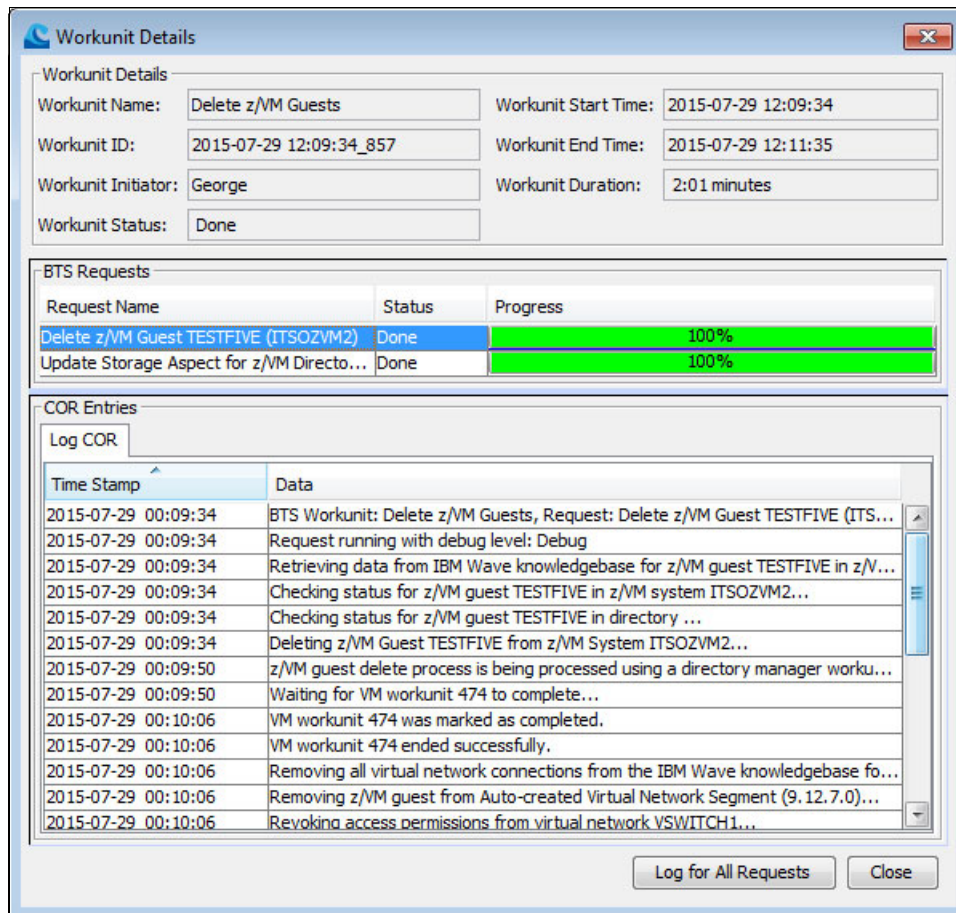 Workunit Details
Workunit Details
Workunit Name: Delete z/VM Guests Workunit Start Time: 2015-07-29 12:09:34
Workunit ID: 2015-07-29 12:09:34_857 Workunit End Time: 2015-07-29 12:11:35
Workunit Initiator: George Workunit Duration: 2:01 minutes
Workunit Status: Done
BTS Requests
Request Name Status Progress
Delete z/VM Guest TESTFIVE (ITSOZVM2) Done 100%
Update Storage Aspect for z/VM Directo... Done 100%
COR Entries
Log COR
Time Stamp Data
2015-07-29 00:09:34 BTS Workunit: Delete z/VM Guests, Request: Delete z/VM Guest TESTFIVE (ITS...
2015-07-29 00:09:34 Request running with debug level: Debug
2015-07-29 00:09:34 Retrieving data from IBM Wave knowledgebase for z/VM guest TESTFIVE in z/V...
2015-07-29 00:09:34 Checking status for z/VM guest TESTFIVE in z/VM system ITSOZVM2...
2015-07-29 00:09:34 Checking status for z/VM guest TESTFIVE in directory ...
2015-07-29 00:09:34 Deleting z/VM Guest TESTFIVE from z/VM System ITSOZVM2...
2015-07-29 00:09:50 z/VM guest delete process is being processed using a directory manager worku...
2015-07-29 00:09:50 Waiting for VM workunit 474 to complete...
2015-07-29 00:10:06 VM workunit 474 was marked as completed.
2015-07-29 00:10:06 VM workunit 474 ended successfully.
2015-07-29 00:10:06 Removing all virtual network connections from the IBM Wave knowledgebase fo...
2015-07-29 00:10:06 Removing z/VM guest from Auto-created Virtual Network Segment (9.12.7.0)...
2015-07-29 00:10:06 Revoking access permissions from virtual network VSWITCH1...
Log for All Requests Close